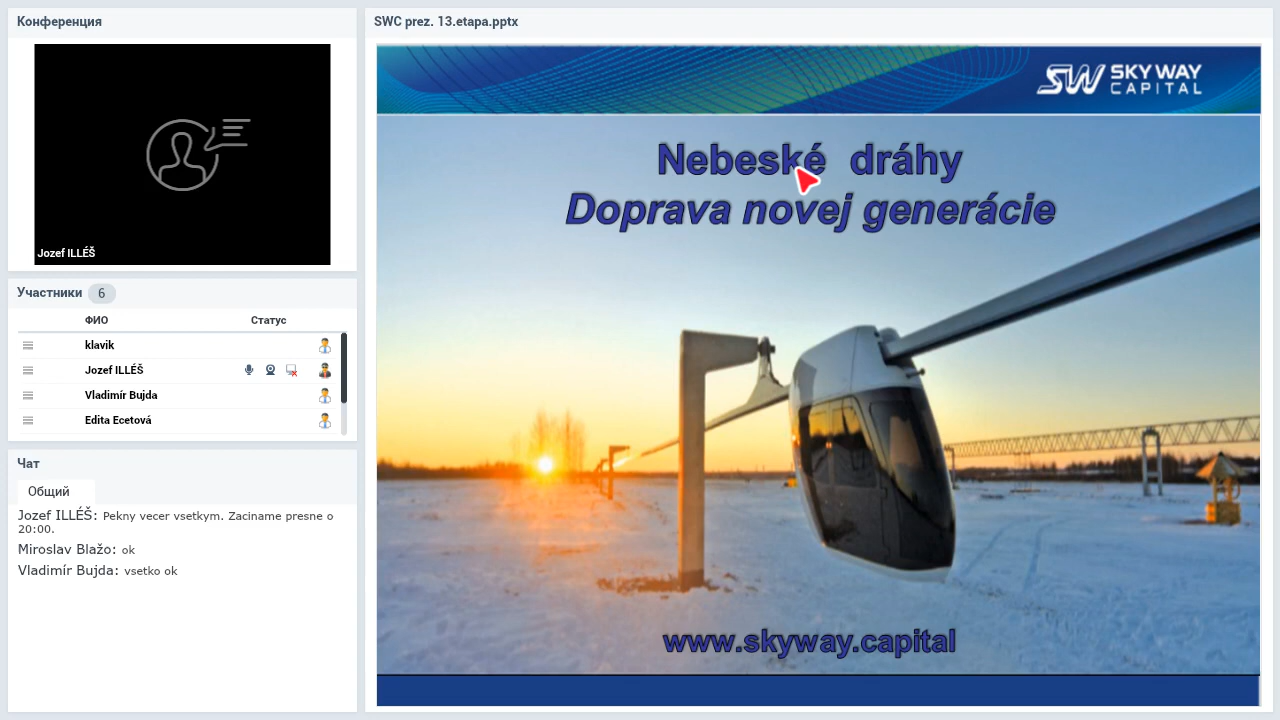 Конференция
Jozef ILLÉŠ
Участники 6
ФИО Статус
klavik
Jozef ILLÉŠ
Vladimír Bujda
Edita Ecetová
Чат
Общий
Jozef ILLÉŠ: Pekny vecer vsetkym. Zaciname presne o
20:00.
Miroslav Blažo: ok
Vladimír Bujda: vsetko ok
SWC prez. 13.etapa.pptx
SW SKY WAY
CAPITAL
Nebeské dráhy
Doprava novej generácie
www.skyway.capital